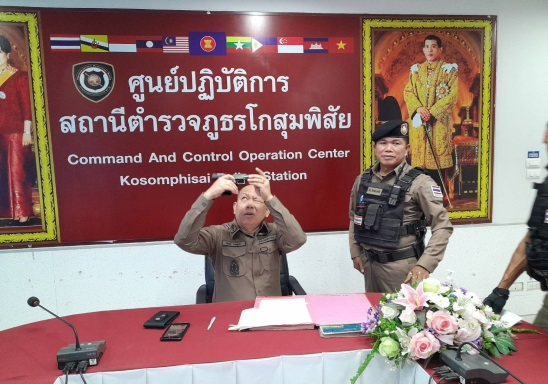 ศูนย์ปฏิบัติการ
สถานีตำรวจภูธรโกสุมพิสัย
Command And Control Operation Center
Kosomphisai Station